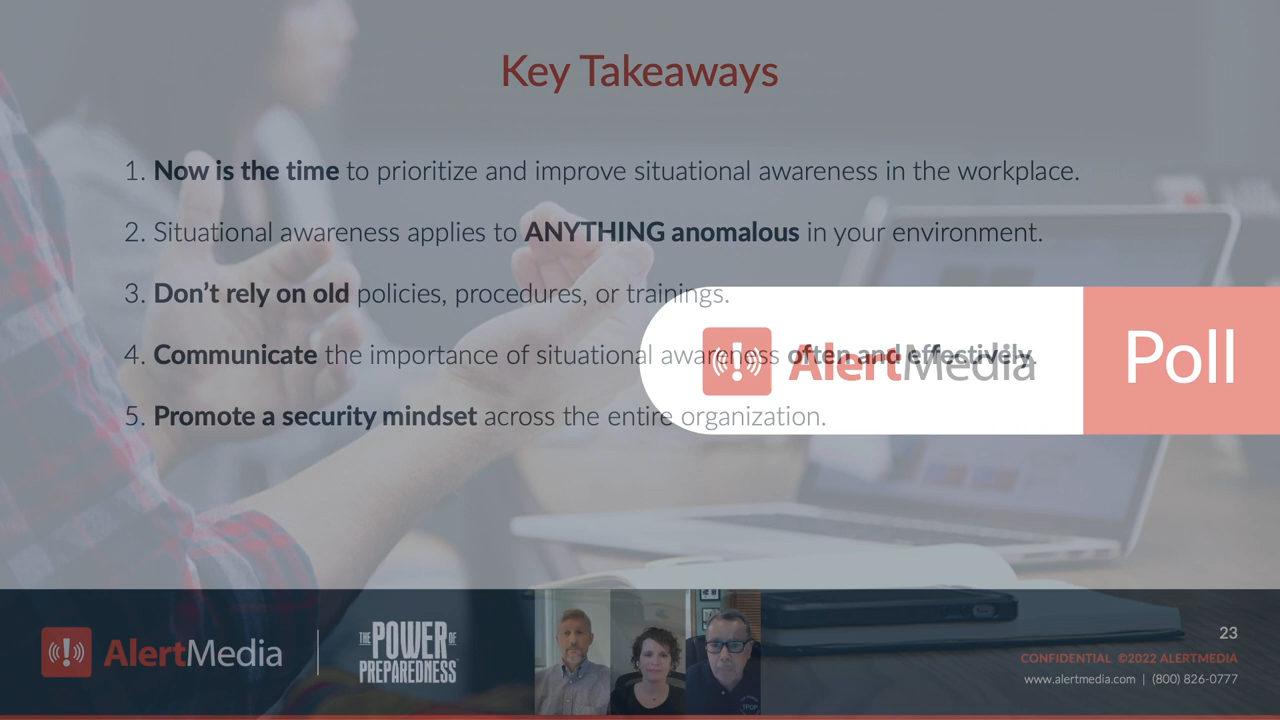 Key Takeaways
1. Now is the time to prioritize and improve situational awareness in the workplace.
2. Situational awareness applies to ANYTHING anomalous in your environment.
3. Don’t rely on old policies, procedures, or trainings.
4. Communicate the importance of situational awareness often and effectively.
5. Promote a security mindset across the entire organization.
AlertMedia
Poll
AlertMedia
THE POWER OF
PREPAREDNESS
23
CONFIDENTIAL ©2022 ALERTMEDIA
www.alertmedia.com | (800) 826-0777